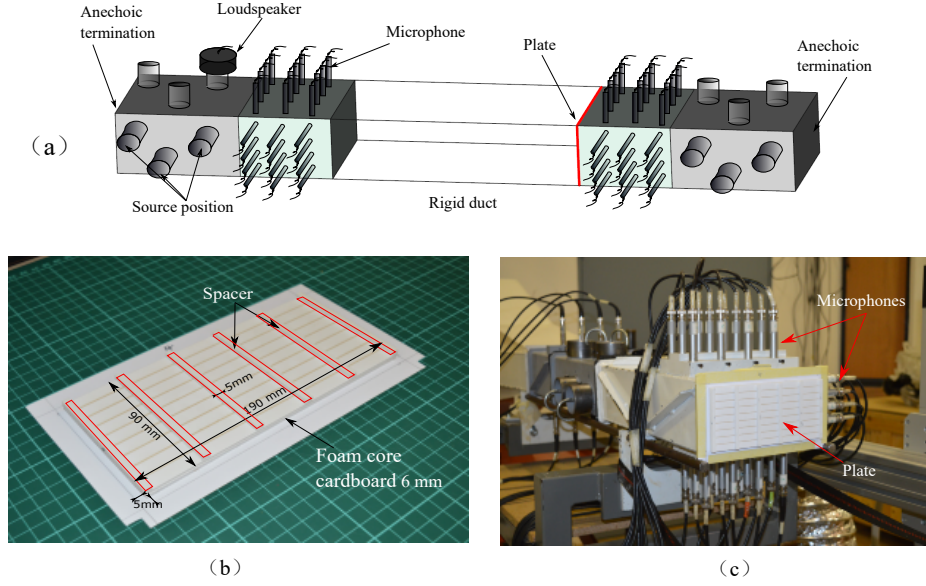 Anechoic
termination
Loudspeaker
Microphone
Plate
Anechoic
termination
(a)
Source position
Rigid duct
Spacer
5mm
190 mm
90 mm
5mm
Foam core
cardboard 6 mm
Microphones
Plate
(b)
(c)